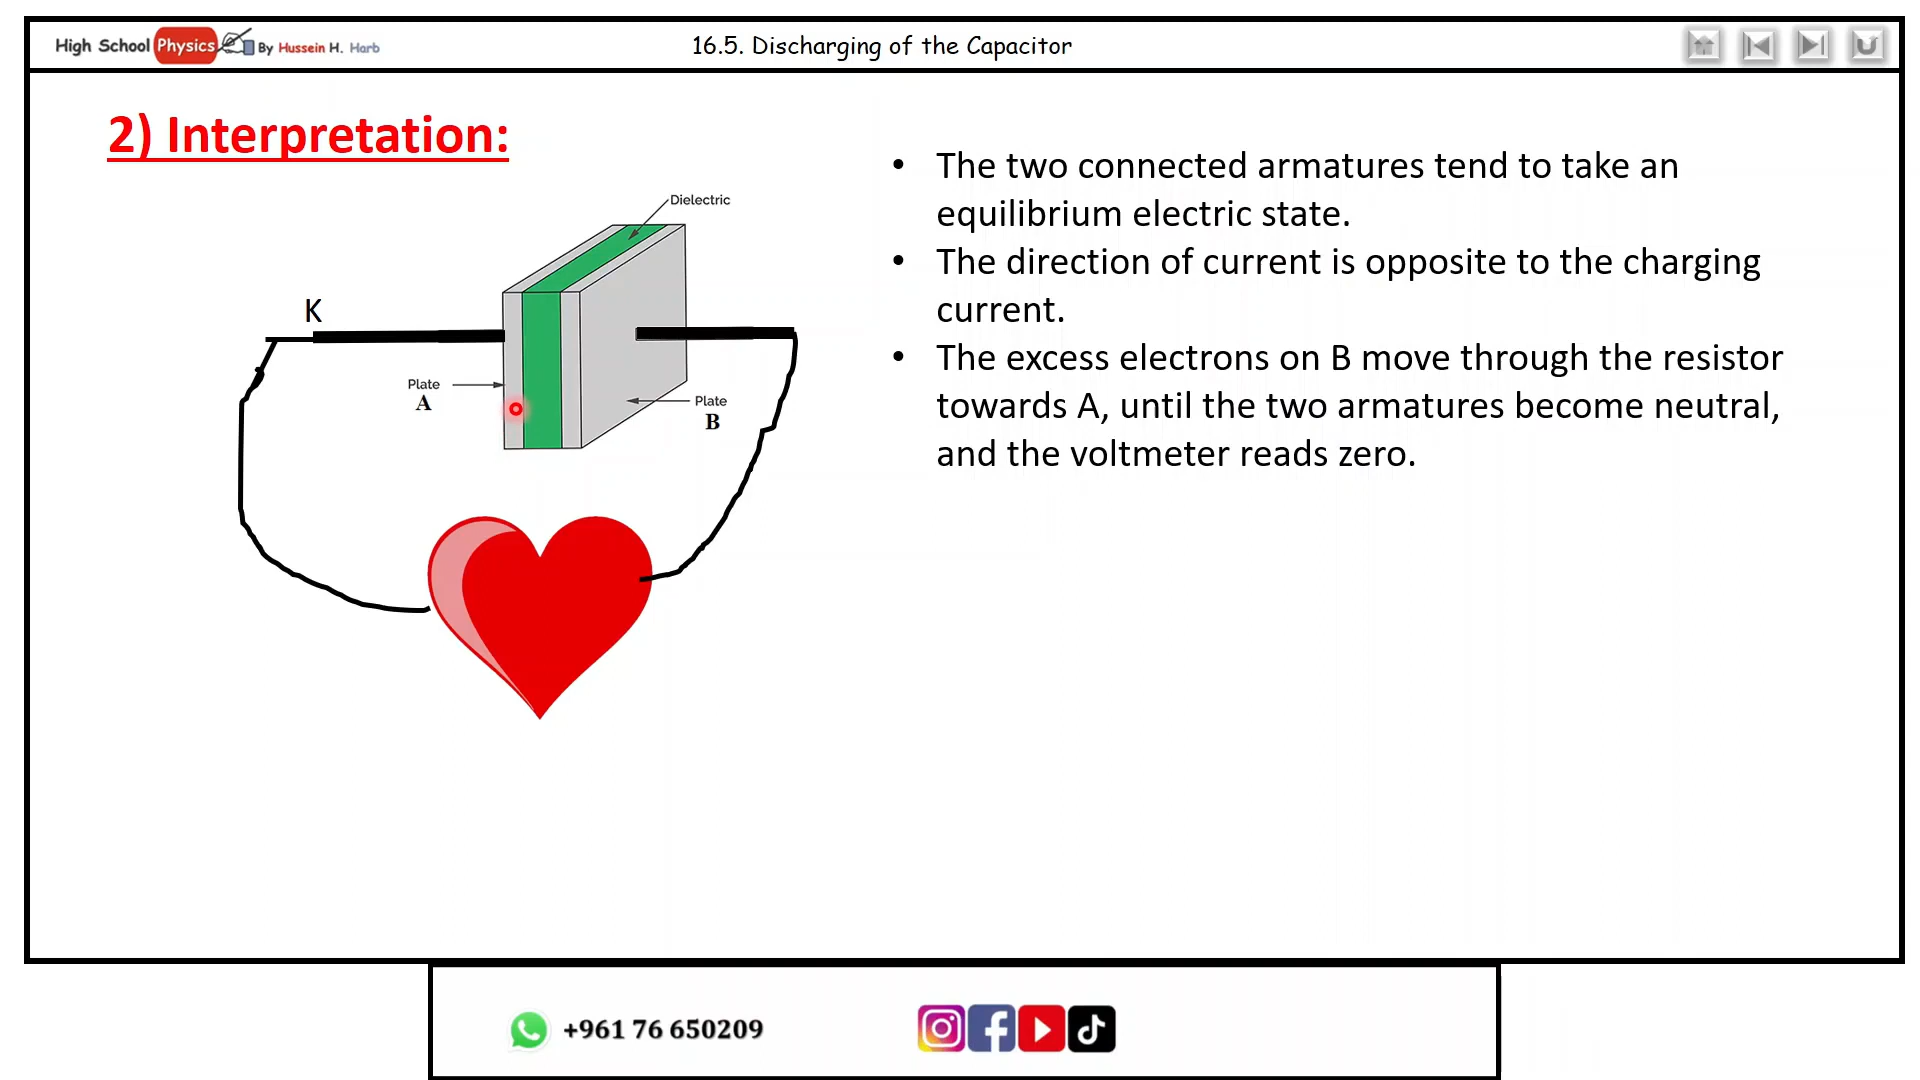 High School Physics By Hussein H. Harb
16.5. Discharging of the Capacitor
2) Interpretation:
Dielectric
K
Plate
A
Plate
B
• The two connected armatures tend to take an
equilibrium electric state.
• The direction of current is opposite to the charging
current.
• The excess electrons on B move through the resistor
towards A, until the two armatures become neutral,
and the voltmeter reads zero.
+961 76 650209